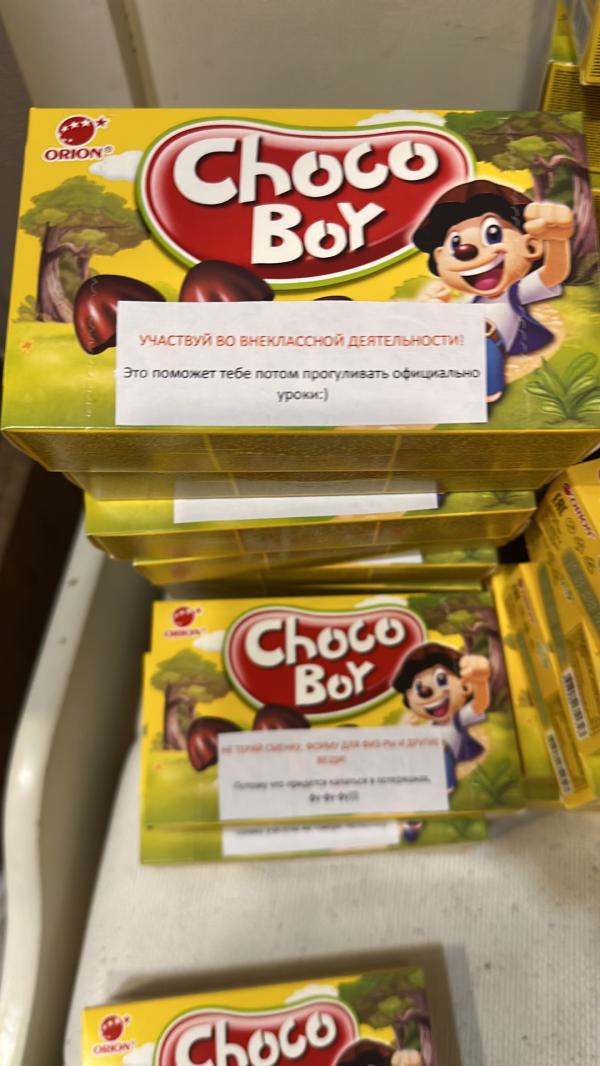 ORION
Choco
Boy
УЧАСТВУЙ ВО ВНЕКЛАССНОЙ ДЕЯТЕЛЬНОСТИ!
Это поможет тебе потом прогуливать официально
уроки:)
ORION
Choco
Boy
НЕ ТЕРЯЙ СМЕНКУ, ФОРМУ ДЛЯ ФИЗ-РЫ И ДРУГИЕ
ВЕЩИ!
Потому что придется копаться в потеряшках,
фу-фу-фу)))
ORION
Choco